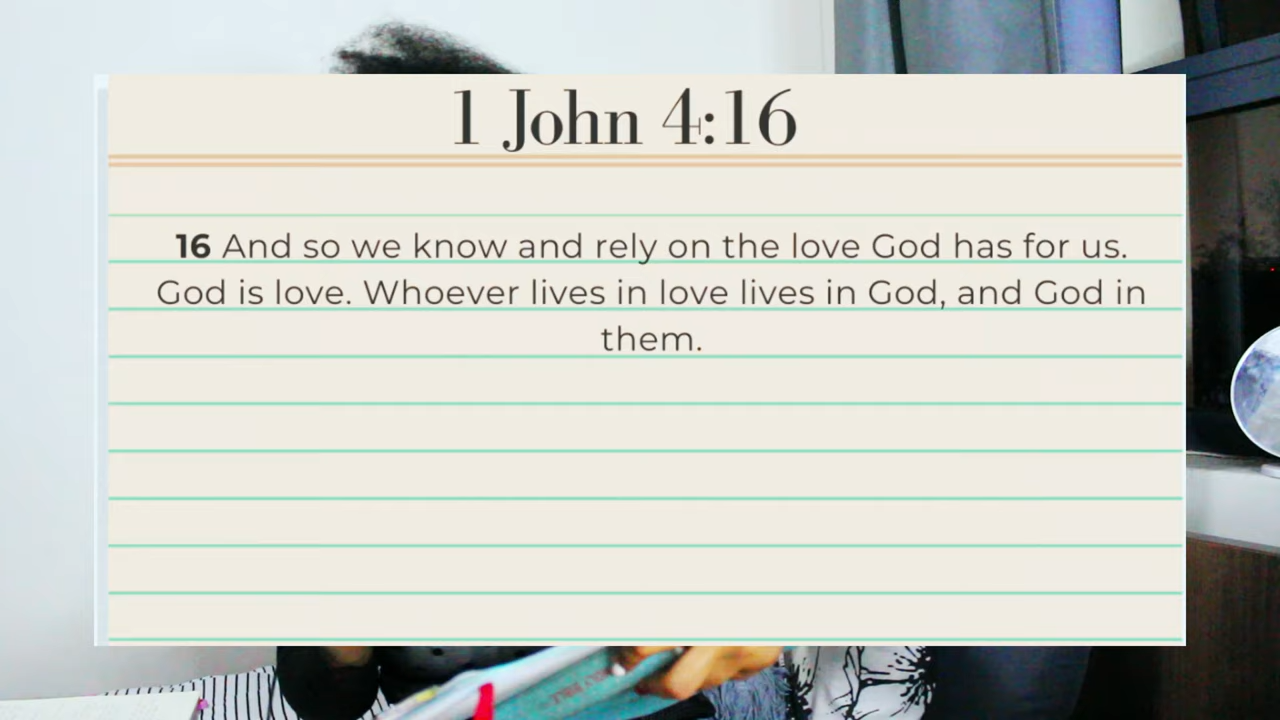 1 John 4:16
16 And so we know and rely on the love God has for us.
God is love. Whoever lives in love lives in God, and God in
them.